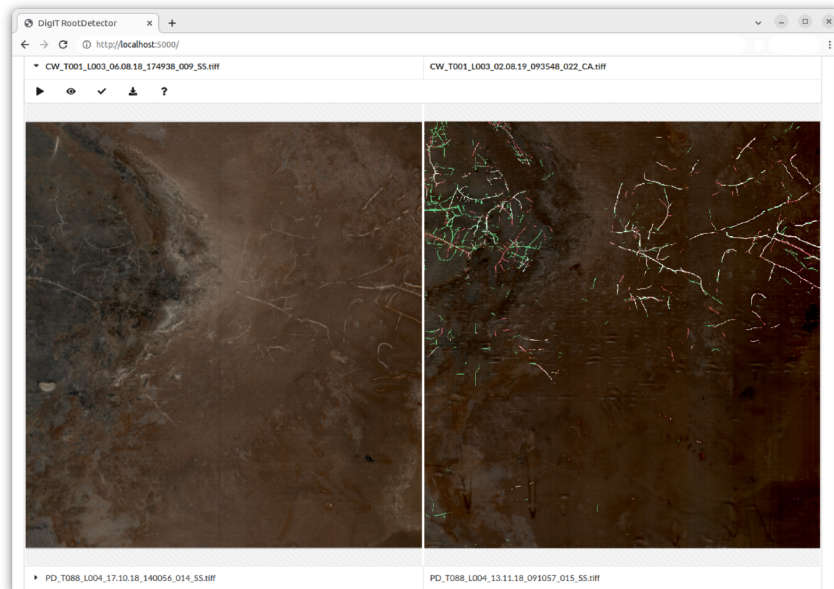 DigIT RootDetector
http://localhost:5000/
CW_T001_L003_06.08.18_174938_009_SS.tiff
CW_T001_L003_02.08.19_093548_022_CA.tiff
?
PD_T088_L004_17.10.18_140056_014_SS.tiff
PD_T088_L004_13.11.18_091057_015_SS.tiff